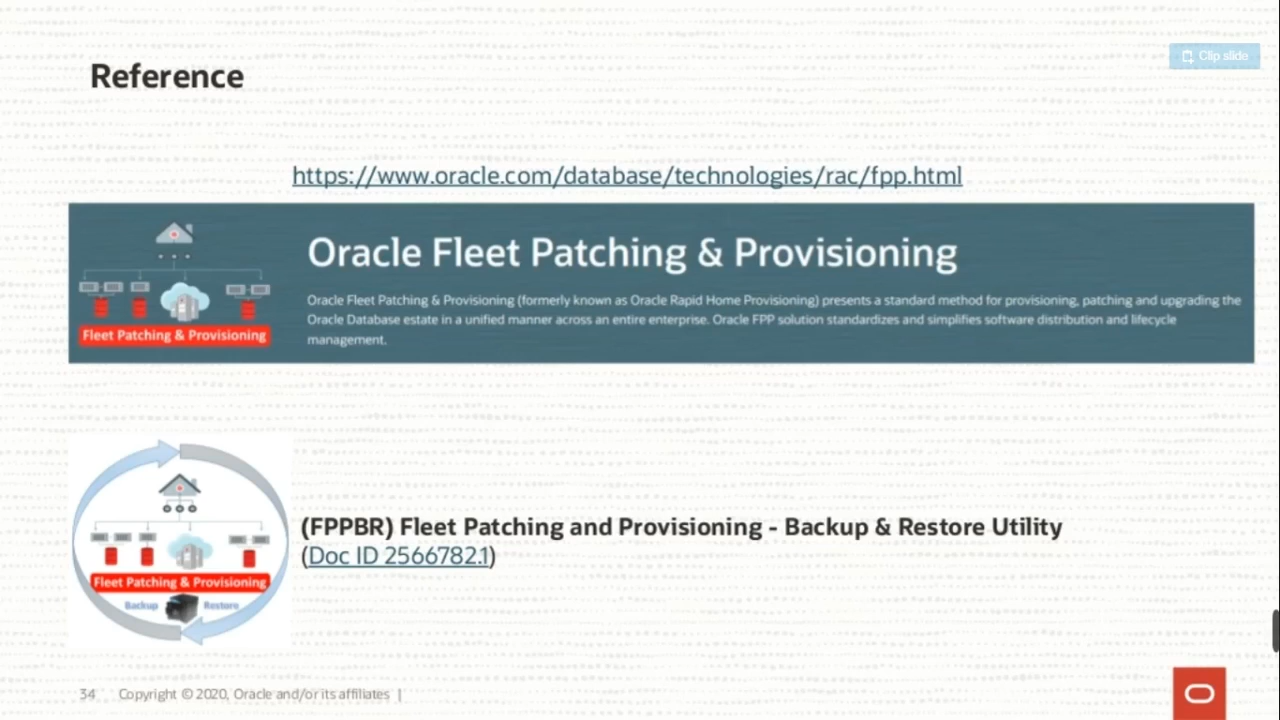 Clip slide
Reference
https://www.oracle.com/database/technologies/rac/fpp.html
Oracle Fleet Patching & Provisioning
Oracle Fleet Patching & Provisioning (formerly known as Oracle Rapid Home Provisioning) presents a standard method for provisioning, patching and upgrading the
Oracle Database estate in a unified manner across an entire enterprise. Oracle FPP solution standardizes and simplifies software distribution and lifecycle
management.
Fleet Patching & Provisioning
(FPPBR) Fleet Patching and Provisioning - Backup & Restore Utility
(Doc ID 2566782.1)
Fleet Patching & Provisioning
Backup Restore
34 Copyright © 2020, Oracle and/or its affiliates |